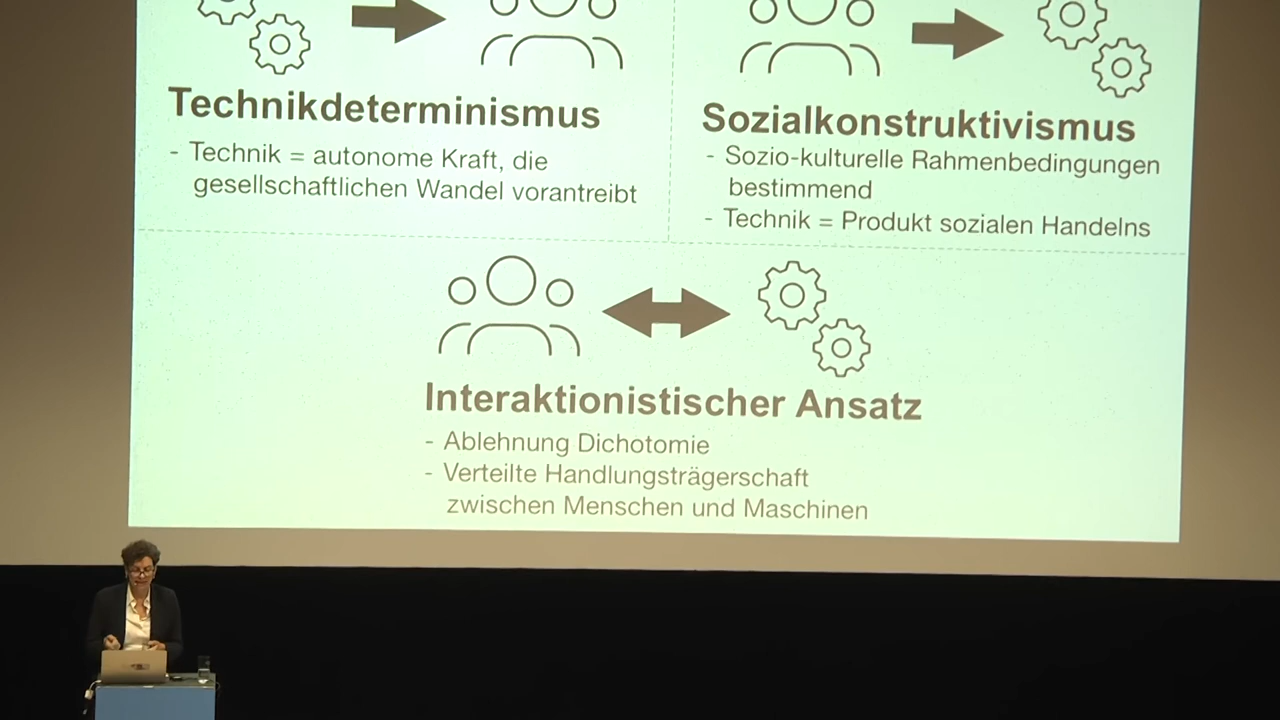 Technikdeterminismus
- Technik = autonome Kraft, die
gesellschaftlichen Wandel vorantreibt
Sozialkonstruktivismus
- Sozio-kulturelle Rahmenbedingungen
bestimmend
- Technik = Produkt sozialen Handelns
Interaktionistischer Ansatz
- Ablehnung Dichotomie
- Verteilte Handlungsträgerschaft
zwischen Menschen und Maschinen